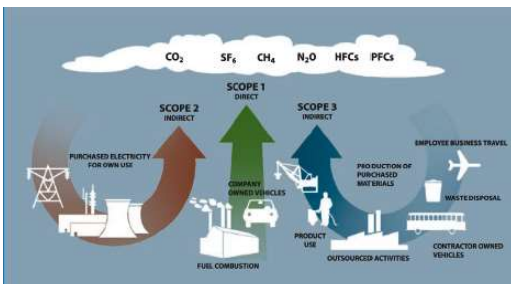 CO₂ SF₆ CH₄ N₂O HFCs PFCs
SCOPE 1
DIRECT
SCOPE 2
INDIRECT
SCOPE 3
INDIRECT
PURCHASED ELECTRICITY
FOR OWN USE
COMPANY
OWNED VEHICLES
FUEL COMBUSTION
PRODUCT
USE
PRODUCTION OF
PURCHASED
MATERIALS
OUTSOURCED ACTIVITIES
EMPLOYEE BUSINESS TRAVEL
WASTE DISPOSAL
CONTRACTOR OWNED
VEHICLES